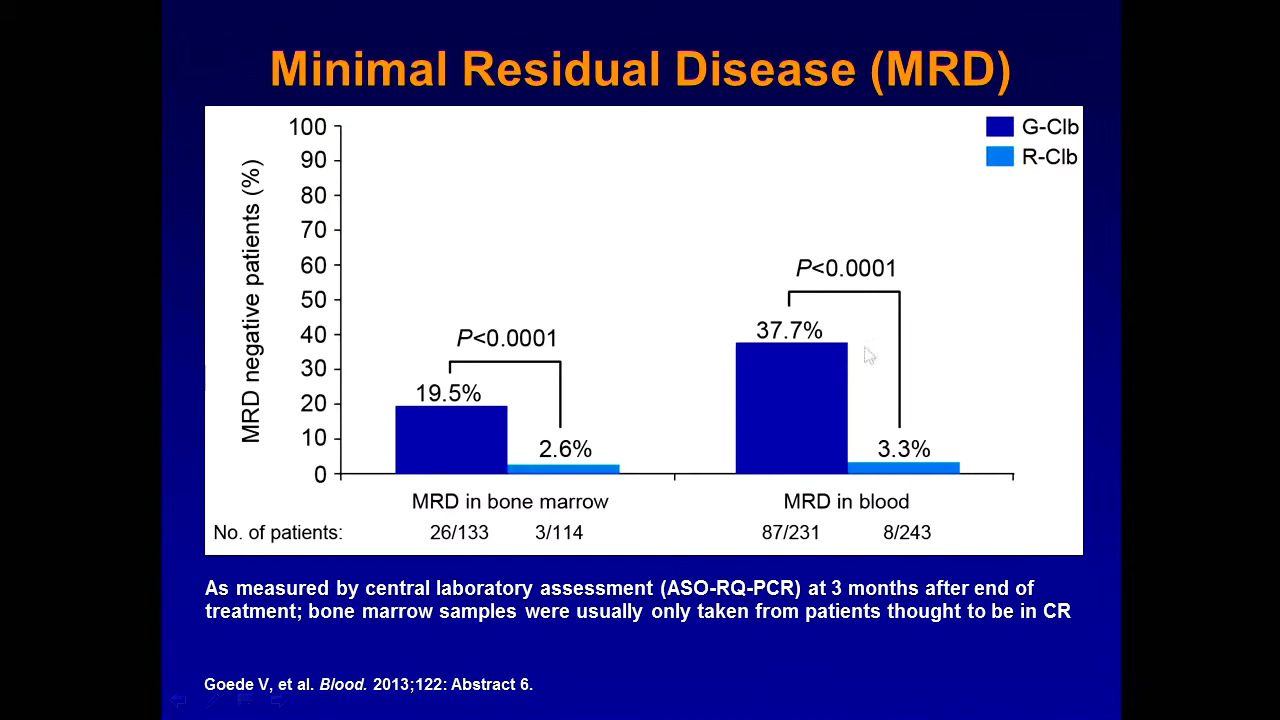 Minimal Residual Disease (MRD)
G-Clb
R-Clb
MRD negative patients (%)
100
90
80
70
60
50
40
30
20
10
0
P<0.0001
19.5%
2.6%
P<0.0001
37.7%
3.3%
MRD in bone marrow
MRD in blood
No. of patients: 26/133 3/114 87/231 8/243
As measured by central laboratory assessment (ASO-RQ-PCR) at 3 months after end of
treatment; bone marrow samples were usually only taken from patients thought to be in CR
Goede V, et al. Blood. 2013;122: Abstract 6.